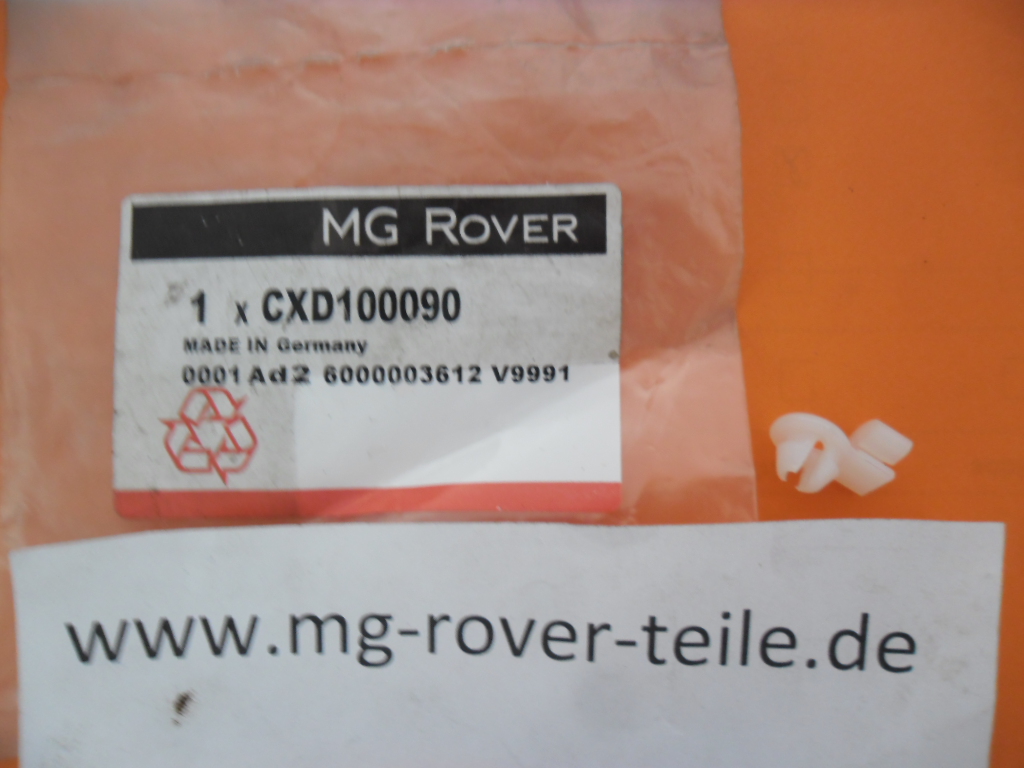 MG ROVER
1 x CXD100090
MADE IN Germany
0001 Ad2 6000003612 V9991
www.mg-rover-teile.de